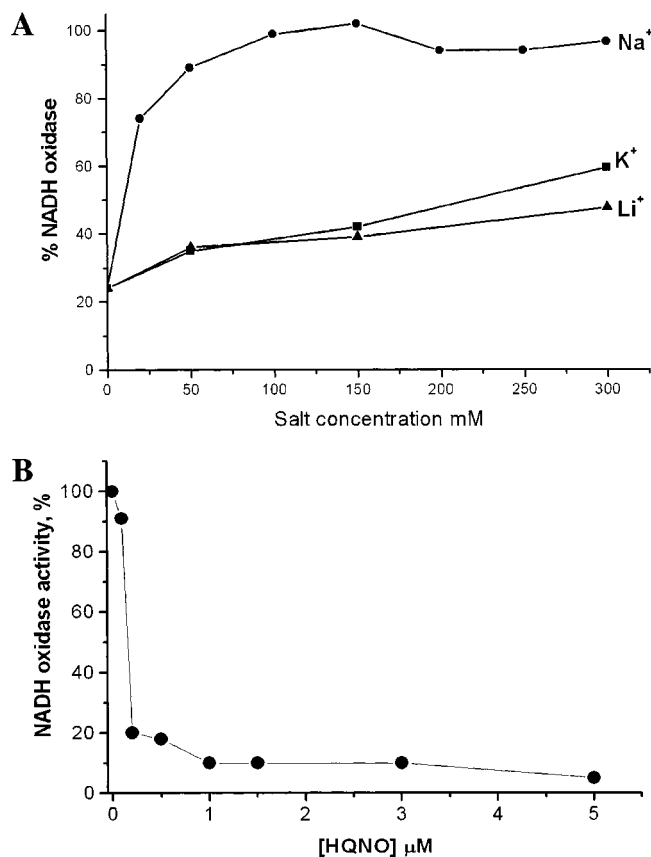 A
% NADH oxidase
100
80
60
40
20
0
Na+
K+
Li+
0 50 100 150 200 250 300
Salt concentration mM
B
NADH oxidase activity, %
100
80
60
40
20
0
0 1 2 3 4 5
[HQNO] µM